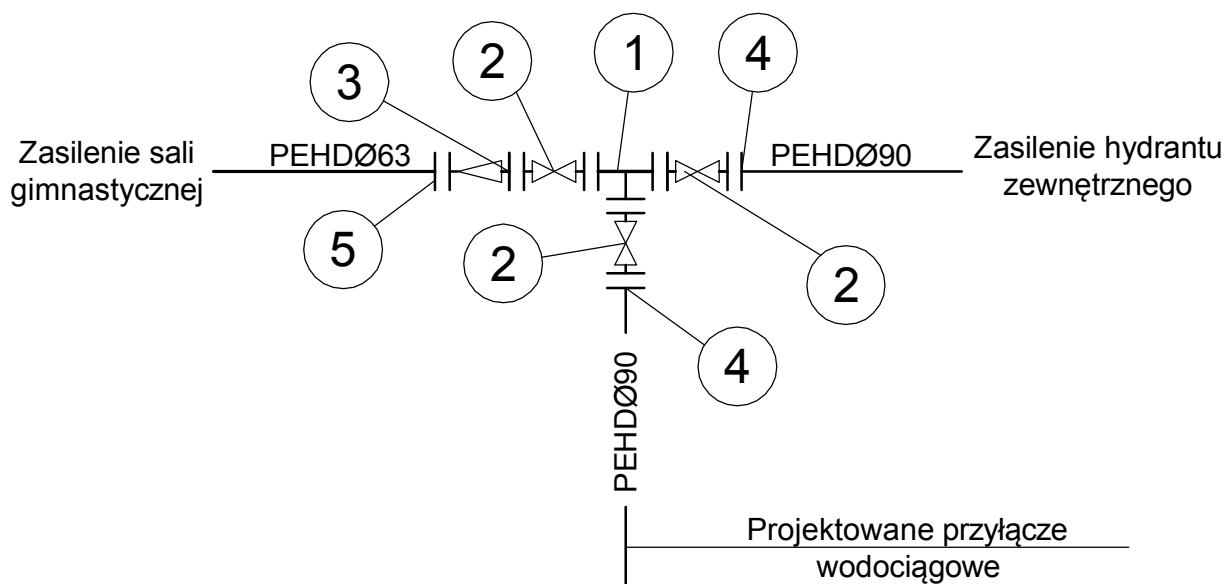 2
1
4
3
Zasilenie sali
gimnastycznej
PEHDØ63
PEHDØ90
Zasilenie hydrantu
zewnętrznego
5
2
2
4
PEHDØ90
Projektowane przyłącze
wodociągowe